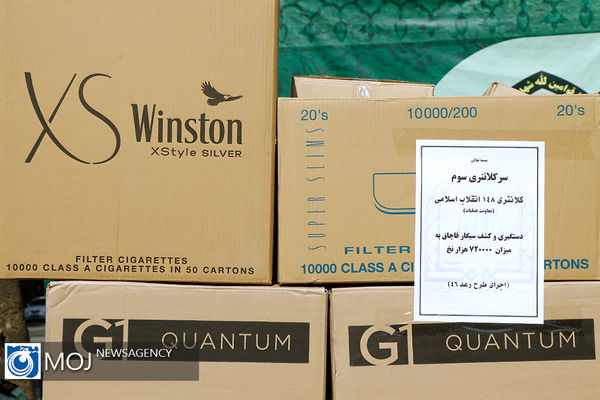 XS Winston
XStyle SILVER
FILTER CIGARETTES
10000 CLASS A CIGARETTES IN 50 CARTONS
20's
10000/200
20's
SUPER SLIMS
FILTER
10000 CLASS A CI
RTONS
بسمه تعالی
سرکلانتری سوم
کلانتری ۱۴۸ انقلاب اسلامی
(معاونت عملیات)
دستگیری و کشف سیگار قاچاق به
میزان ۷۲۰۰۰۰ هزار نخ
(اجرای طرح رعد ۴۶)
G1 QUANTUM
G1 QUANTUM
MOJ NEWSAGENCY